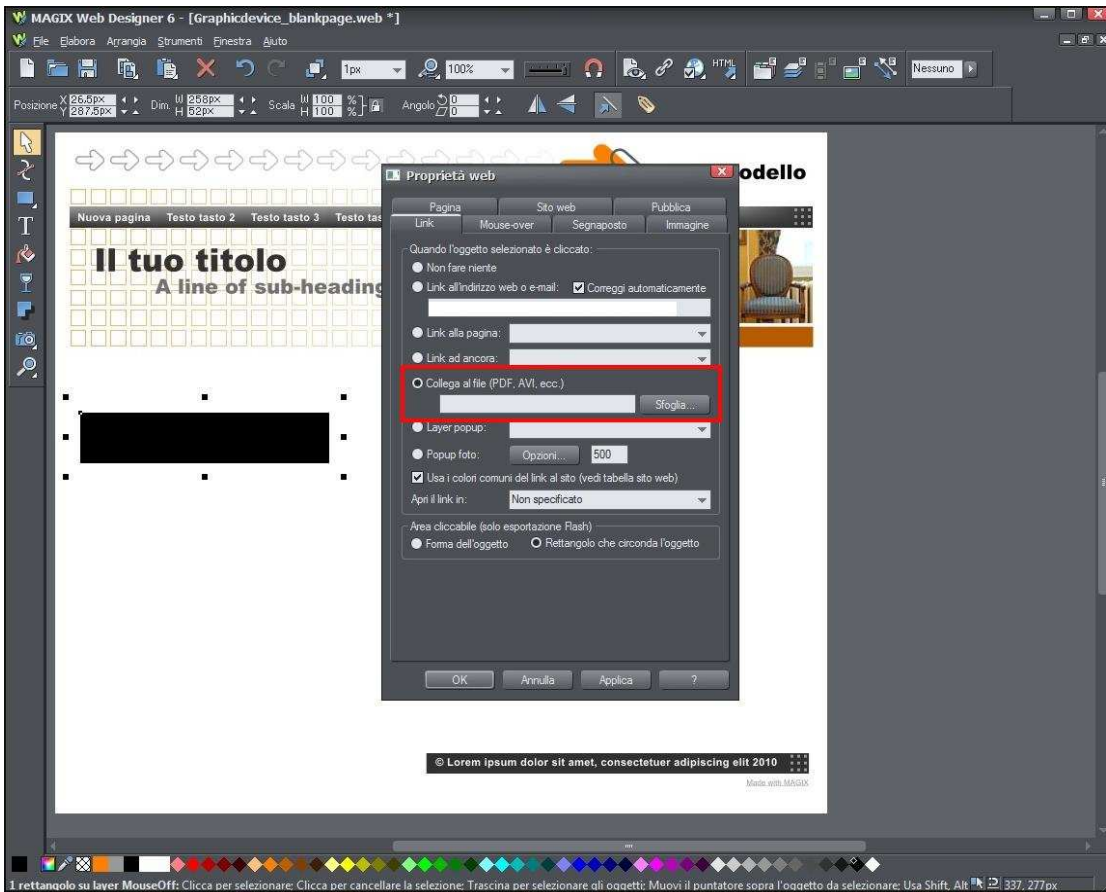 MAGIX Web Designer 6 - [Graphicdevice_blankpage.web *]
File Elabora Arrangia Strumenti Finestra Aiuto
1px 100% HTML Nessuno
Posizione X 26,5px Y 287,5px Dim. W 258px H 52px Scala W 100 H 100 % Angolo 0 0
odello
Nuova pagina Testo tasto 2 Testo tasto 3 Testo tas
Il tuo titolo
A line of sub-heading
Proprietà web
Pagina Sito web Pubblica
Link Mouse-over Segnaposto Immagine
Quando l'oggetto selezionato è cliccato:
Non fare niente
Link all'indirizzo web o e-mail: Correggi automaticamente
Link alla pagina:
Link ad ancora:
Collega al file (PDF, AVI, ecc.)
Sfoglia...
Layer popup:
Popup foto: Opzioni... 500
Usa i colori comuni del link al sito (vedi tabella sito web)
Apri il link in: Non specificato
Area cliccabile (solo esportazione Flash)
Forma dell'oggetto Rettangolo che circonda l'oggetto
OK Annulla Applica ?
© Lorem ipsum dolor sit amet, consectetuer adipiscing elit 2010
Made with MAGIX
1 rettangolo su layer MouseOff: Clicca per selezionare; Clicca per cancellare la selezione; Trascina per selezionare gli oggetti; Muovi il puntatore sopra l'oggetto da selezionare; Usa Shift, Alt 337, 277px